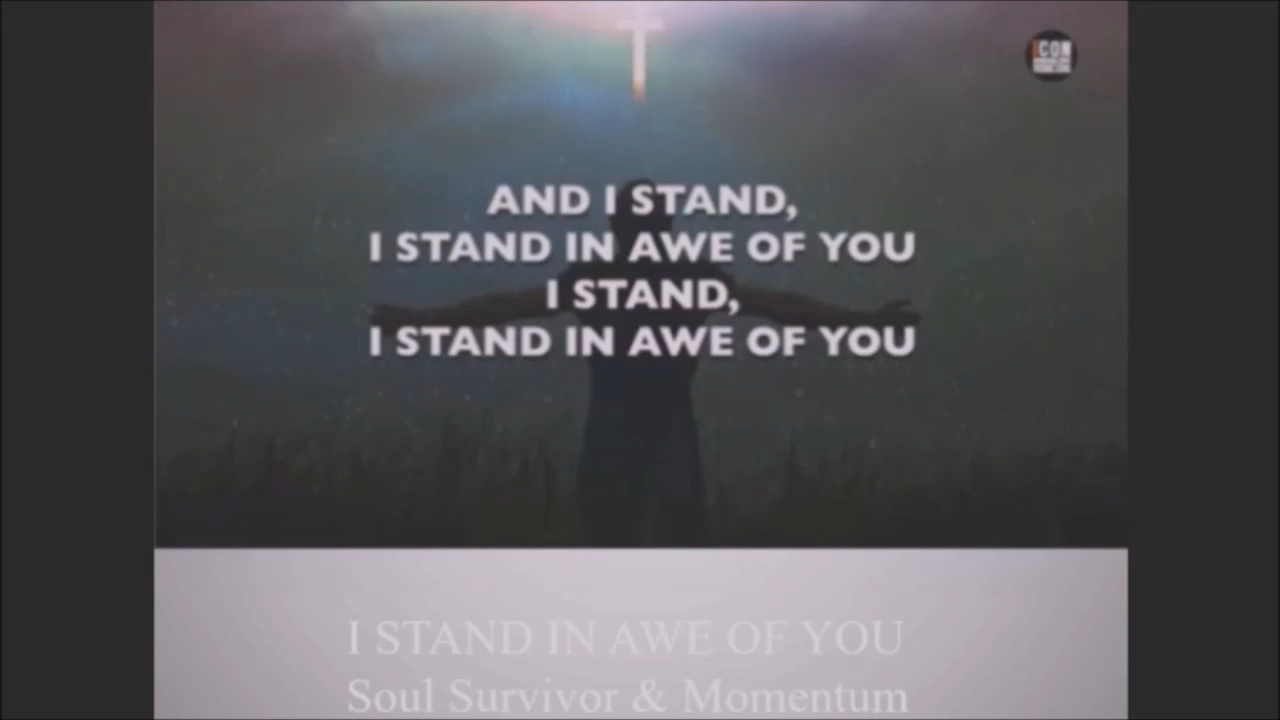 ICON
AND I STAND,
I STAND IN AWE OF YOU
I STAND,
I STAND IN AWE OF YOU
I STAND IN AWE OF YOU
Soul Survivor & Momentum